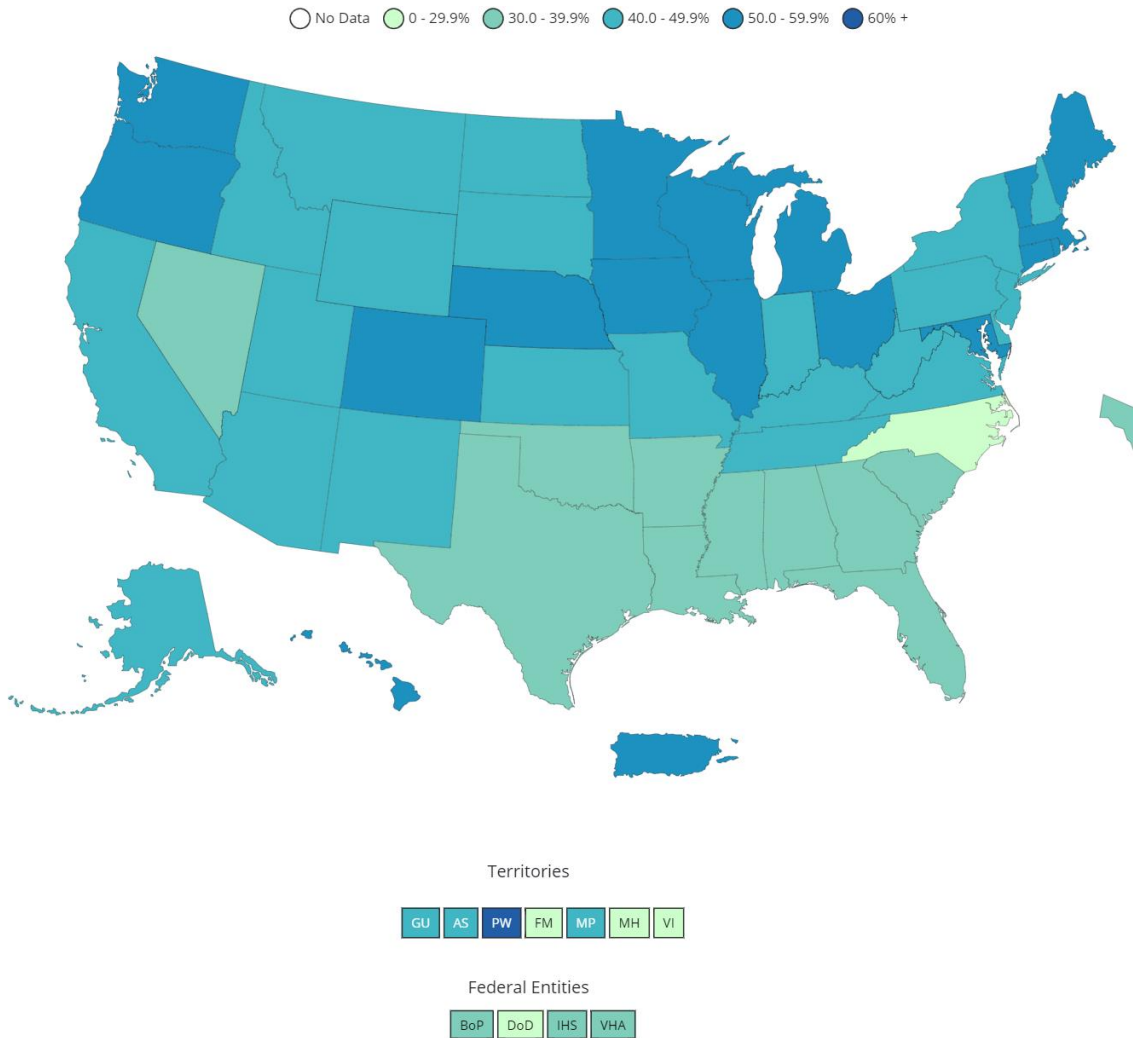 No Data 0 - 29.9% 30.0 - 39.9% 40.0 - 49.9% 50.0 - 59.9% 60% +
Territories
GU AS PW FM MP MH VI
Federal Entities
BoP DoD IHS VHA